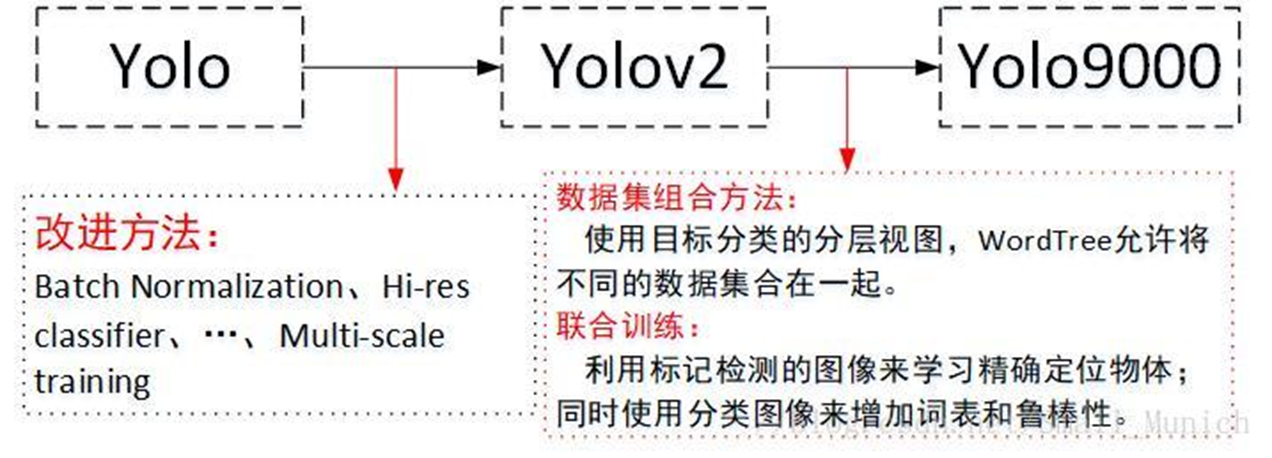 Yolo
Yolov2
Yolo9000
改进方法：
Batch Normalization、Hi-res
classifier、…、Multi-scale
training
数据集组合方法：
使用目标分类的分层视图，WordTree允许将
不同的数据集合在一起。
联合训练：
利用标记检测的图像来学习精确定位物体；
同时使用分类图像来增加词表和鲁棒性。